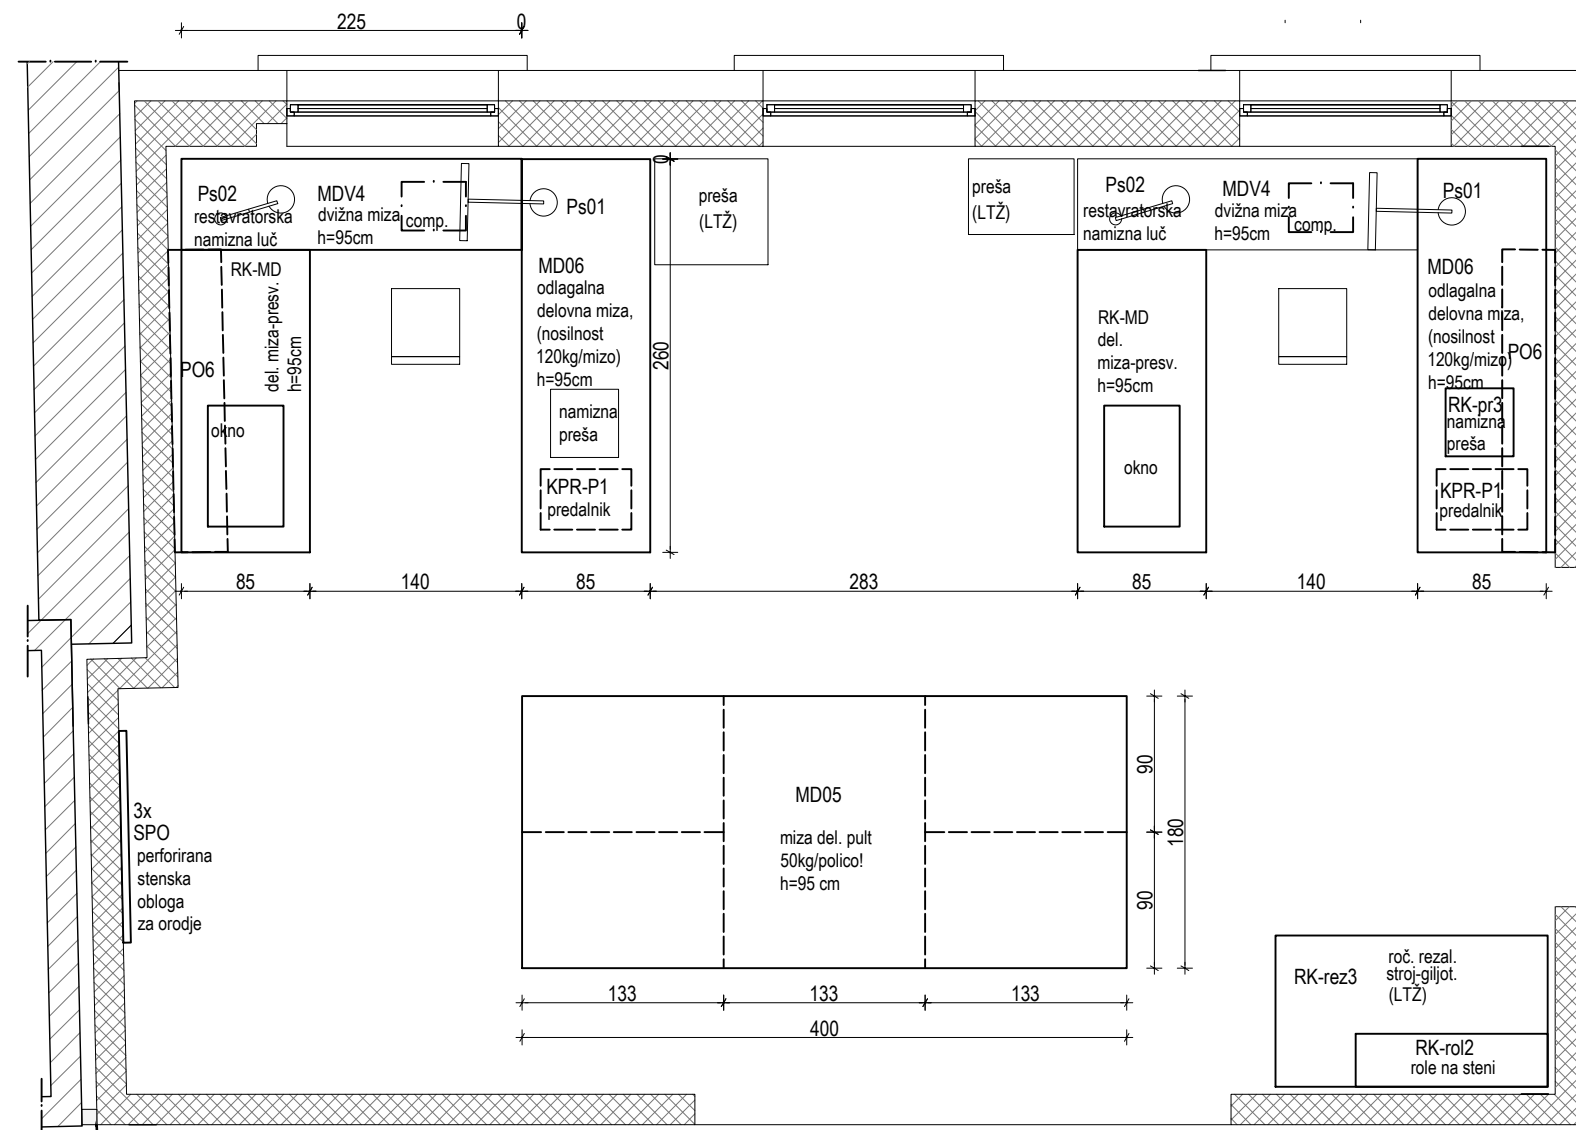 225
0
Ps02
restavratorska
namizna luč
MDV4
dvižna miza
h=95cm
comp.
Ps01
0
preša
(LTŽ)
preša
(LTŽ)
Ps02
restavratorska
namizna luč
MDV4
dvižna miza
h=95cm
comp.
Ps01
RK-MD
del. miza-presv.
h=95cm
PO6
okno
MD06
odlagalna
delovna miza,
(nosilnost
120kg/mizo)
h=95cm
namizna
preša
KPR-P1
predalnik
260
RK-MD
del.
miza-presv.
h=95cm
okno
MD06
odlagalna
delovna miza,
(nosilnost
120kg/mizo)
h=95cm
PO6
RK-pr3
namizna
preša
KPR-P1
predalnik
85
140
85
283
85
140
85
3x
SPO
perforirana
stenska
obloga
za orodje
MD05
miza del. pult
50kg/polico!
h=95 cm
90
90
180
133
133
133
400
RK-rez3
roč. rezal.
stroj-giljot.
(LTŽ)
RK-rol2
role na steni